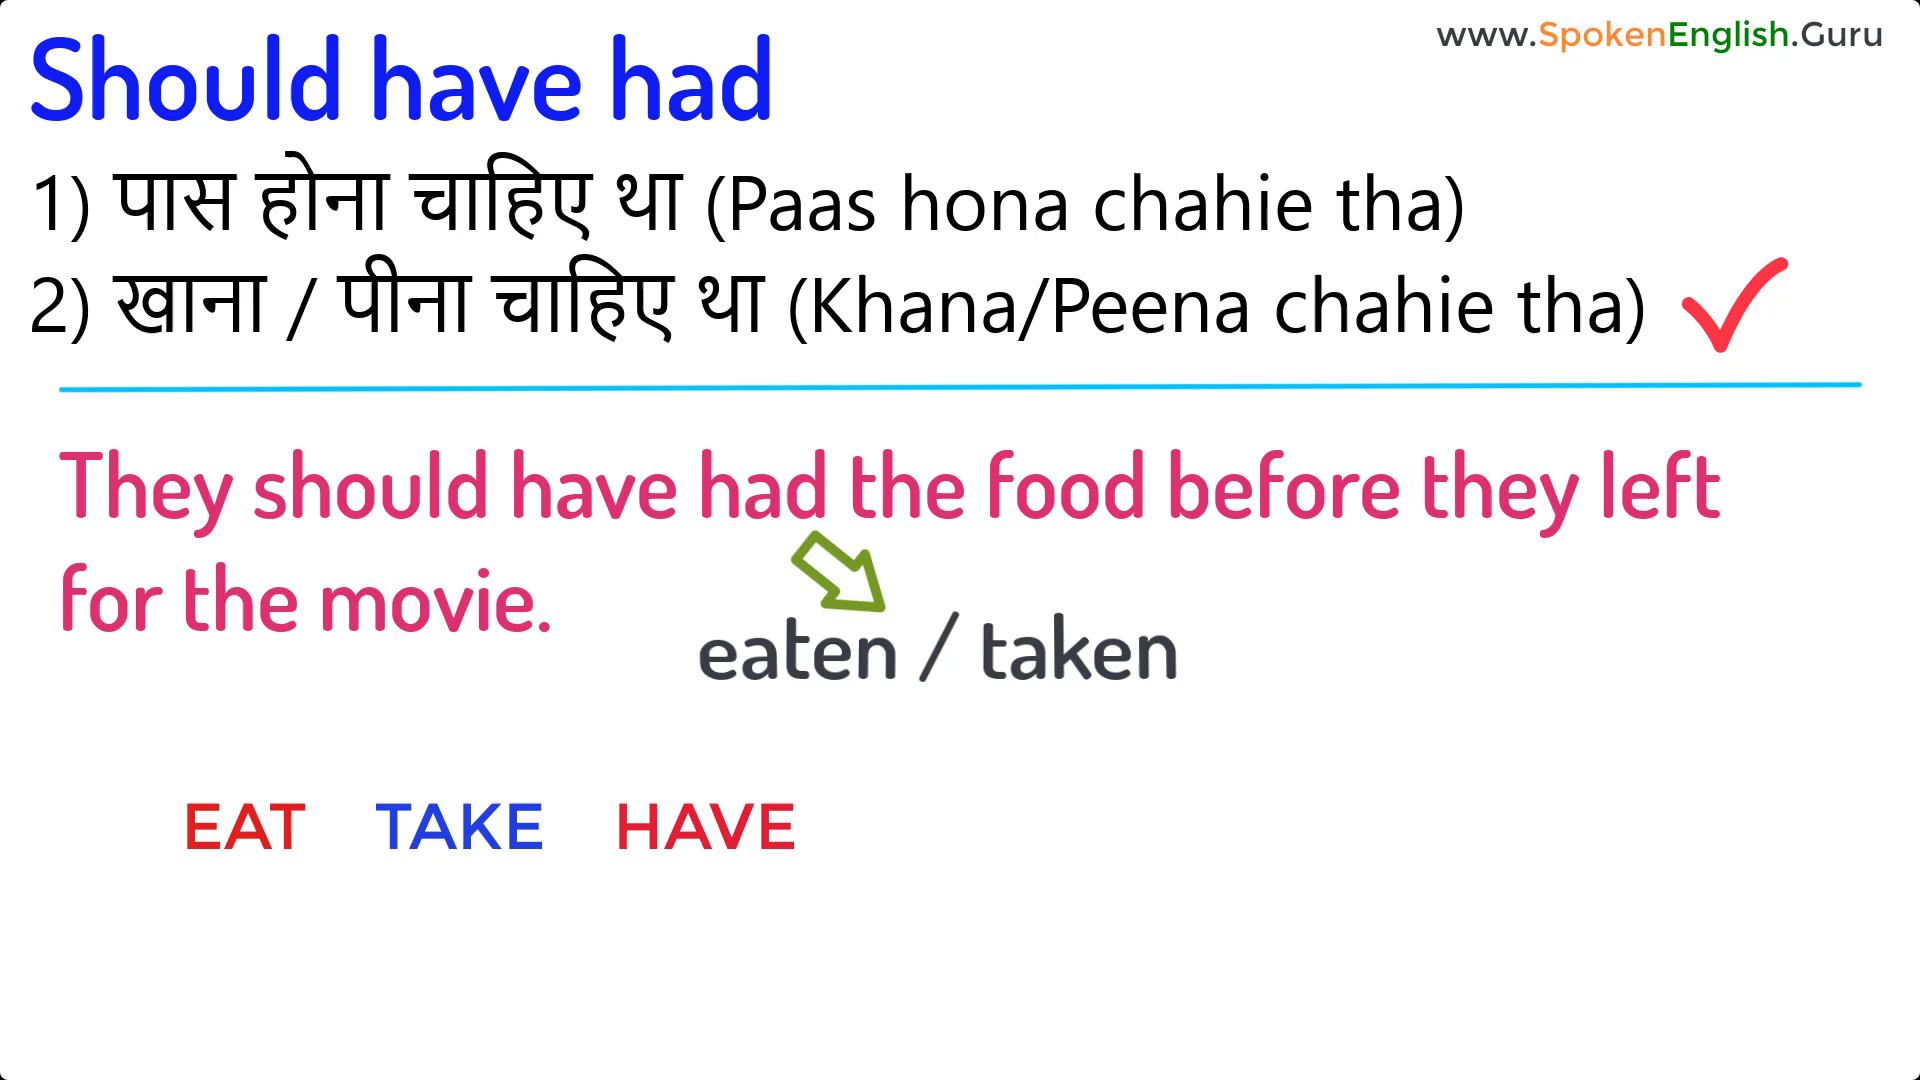 www.SpokenEnglish.Guru
Should have had
1) पास होना चाहिए था (Paas hona chahie tha)
2) खाना / पीना चाहिए था (Khana/Peena chahie tha)
They should have had the food before they left
for the movie.
eaten / taken
EAT TAKE HAVE